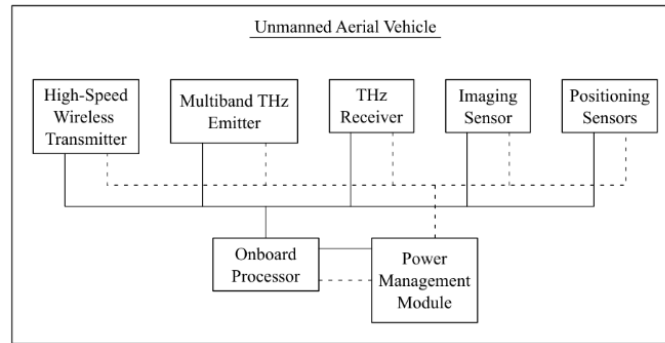 Unmanned Aerial Vehicle
High-Speed
Wireless
Transmitter
Multiband THz
Emitter
THz
Receiver
Imaging
Sensor
Positioning
Sensors
Onboard
Processor
Power
Management
Module